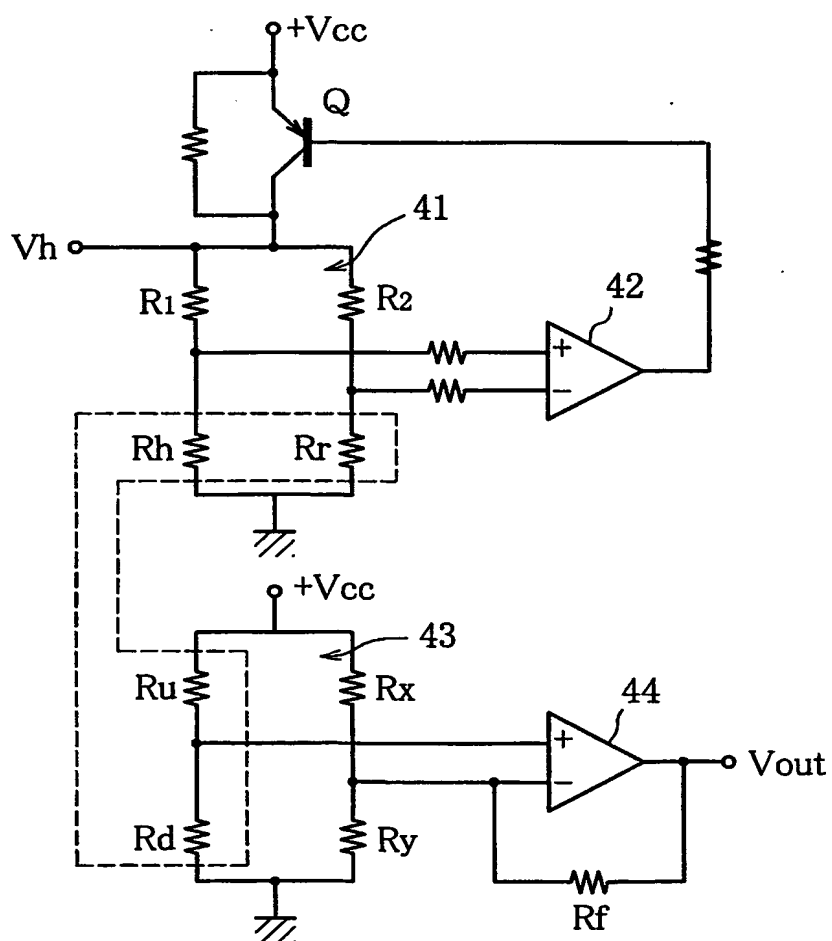 +Vcc
Q
41
Vh
R1
R2
42
+
−
Rh
Rr
+Vcc
43
Ru
Rx
44
+
−
Vout
Rd
Ry
Rf